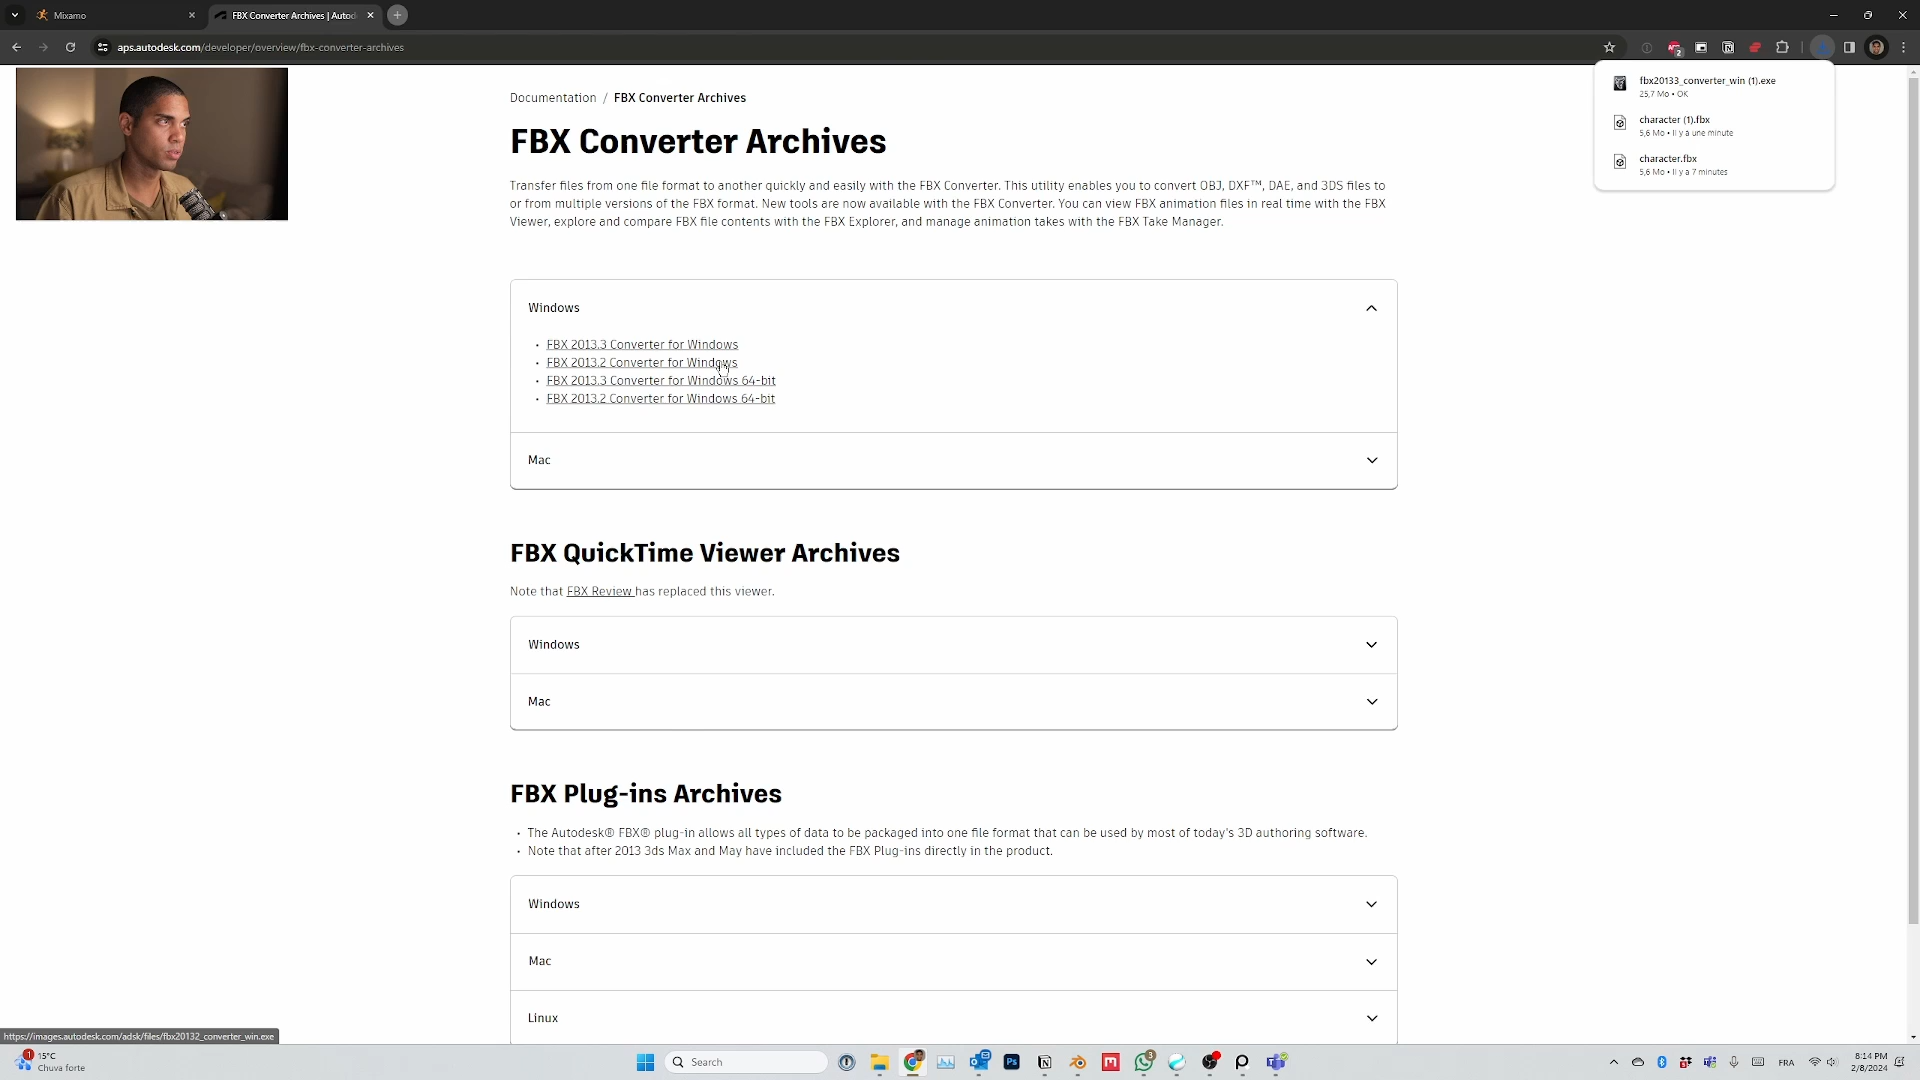 Mixamo
FBX Converter Archives | Autod
aps.autodesk.com/developer/overview/fbx-converter-archives
2
fbx20133_converter_win (1).exe
25,7 Mo • OK
character (1).fbx
5,6 Mo • Il y a une minute
character.fbx
5,6 Mo • Il y a 7 minutes
Documentation / FBX Converter Archives
FBX Converter Archives
Transfer files from one file format to another quickly and easily with the FBX Converter. This utility enables you to convert OBJ, DXF™, DAE, and 3DS files to
or from multiple versions of the FBX format. New tools are now available with the FBX Converter. You can view FBX animation files in real time with the FBX
Viewer, explore and compare FBX file contents with the FBX Explorer, and manage animation takes with the FBX Take Manager.
Windows
• FBX 2013.3 Converter for Windows
• FBX 2013.2 Converter for Windows
• FBX 2013.3 Converter for Windows 64-bit
• FBX 2013.2 Converter for Windows 64-bit
Mac
FBX QuickTime Viewer Archives
Note that FBX Review has replaced this viewer.
Windows
Mac
FBX Plug-ins Archives
• The Autodesk® FBX® plug-in allows all types of data to be packaged into one file format that can be used by most of today's 3D authoring software.
• Note that after 2013 3ds Max and May have included the FBX Plug-ins directly in the product.
Windows
Mac
Linux
https://images.autodesk.com/adsk/files/fbx20132_converter_win.exe
1
15°C
Chuva forte
Search
Ps
3
FRA
8:14 PM
2/8/2024